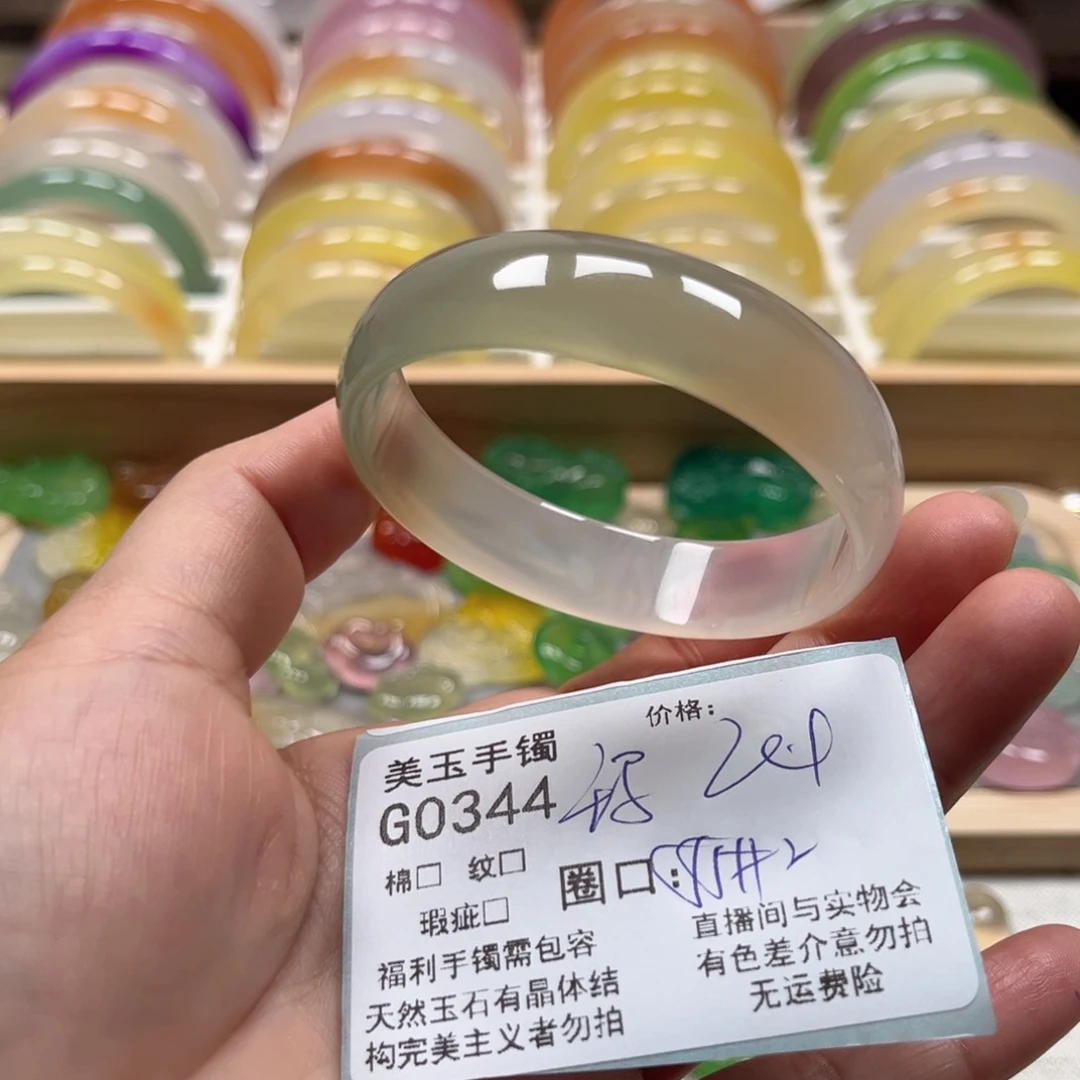 价格:
美玉手镯
G0344
棉□ 纹□
圈口:
瑕疵□
福利手镯需包容
天然玉石有晶体结
构完美主义者勿拍
直播间与实物会
有色差介意勿拍
无运费险